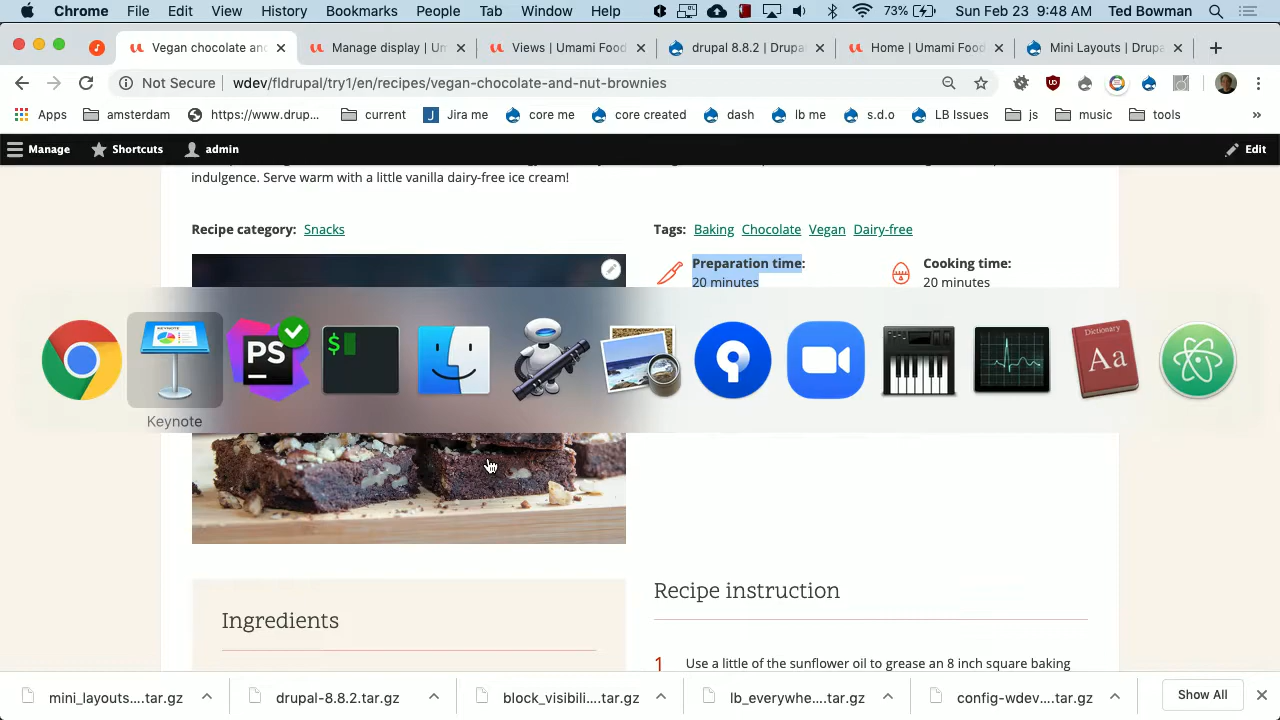 Chrome File Edit View History Bookmarks People Tab Window Help 73% Sun Feb 23 9:48 AM Ted Bowman
Vegan chocolate and Manage display | Um Views | Umami Food drupal 8.8.2 | Drupa Home | Umami Food Mini Layouts | Drupa
Not Secure wdev/fldrupal/try1/en/recipes/vegan-chocolate-and-nut-brownies
Apps amsterdam https://www.drup... current Jira me core me core created dash lb me s.d.o LB Issues js music tools »
Manage Shortcuts admin Edit
indulgence. Serve warm with a little vanilla dairy-free ice cream!
Recipe category: Snacks Tags: Baking Chocolate Vegan Dairy-free
Preparation time: Cooking time:
20 minutes 20 minutes
PS $ Aa
KEYNOTE
Dictionary
Keynote
Recipe instruction
Ingredients
1 Use a little of the sunflower oil to grease an 8 inch square baking
mini_layouts....tar.gz drupal-8.8.2.tar.gz block_visibili....tar.gz lb_everywhe....tar.gz config-wdev....tar.gz Show All